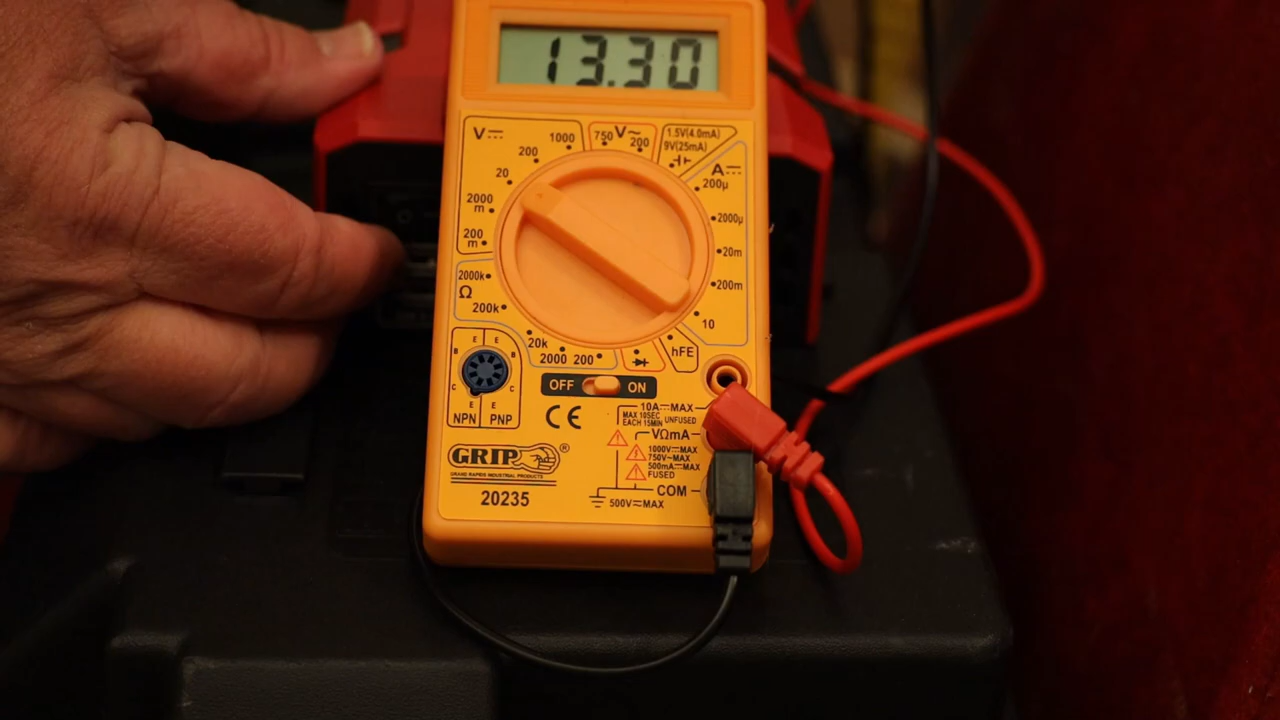 13.30
V⎓
1000
750 V~ 200
1.5V(4.0mA)
9V(25mA)
A⎓
200
20
200µ
2000
m
2000µ
200
m
20m
2000k
Ω
200m
200k
10
20k
2000 200
hFE
OFF ON
E E
B B
C C
E E
NPN PNP
CE
10A⎓MAX
MAX 10SEC
EACH 15MIN UNFUSED
VΩmA
1000V⎓MAX
750V~MAX
500mA⎓MAX
FUSED
COM
500V⎓MAX
GRIP®
GRAND RAPIDS INDUSTRIAL PRODUCTS
20235